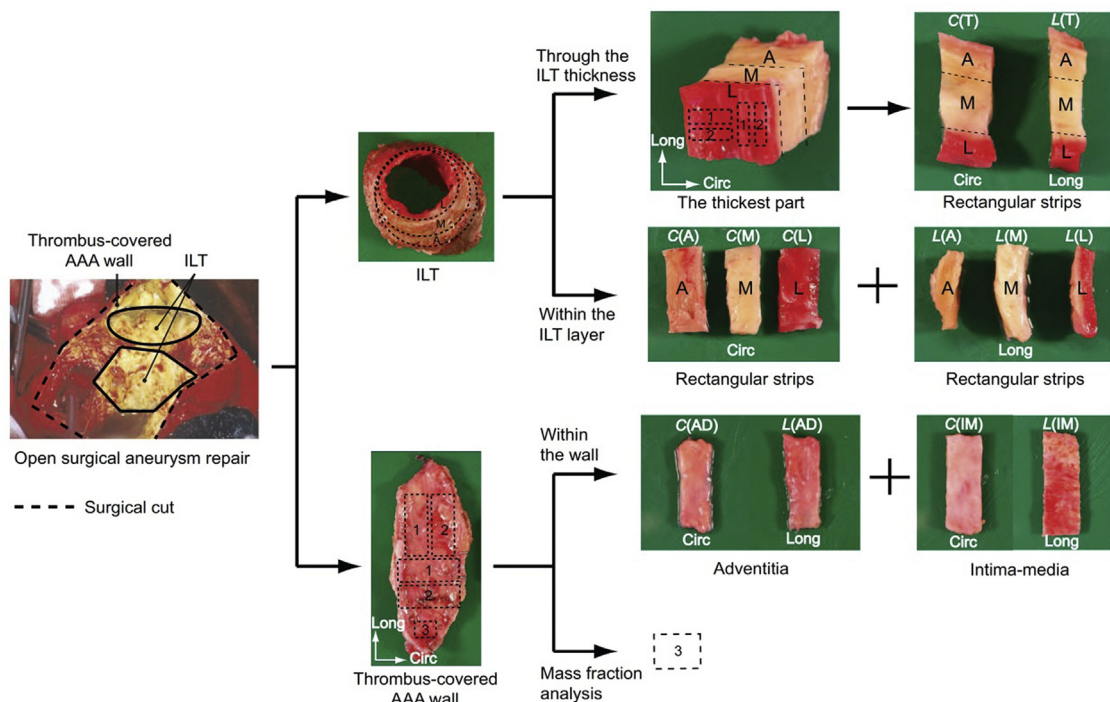 Thrombus-covered
AAA wall
ILT
Open surgical aneurysm repair
Surgical cut
L
M
A
ILT
1
2
1
2
3
Long
Circ
Thrombus-covered
AAA wall
Through the
ILT thickness
A
M
L
1
2
1
2
Long
Circ
The thickest part
C(T)
L(T)
A
A
M
M
L
L
Circ
Long
Rectangular strips
Within the
ILT layer
C(A)
C(M)
C(L)
A
M
L
Circ
Rectangular strips
+
L(A)
L(M)
L(L)
A
M
L
Long
Rectangular strips
Within
the wall
C(AD)
L(AD)
Circ
Long
Adventitia
+
C(IM)
L(IM)
Circ
Long
Intima-media
Mass fraction
analysis
3